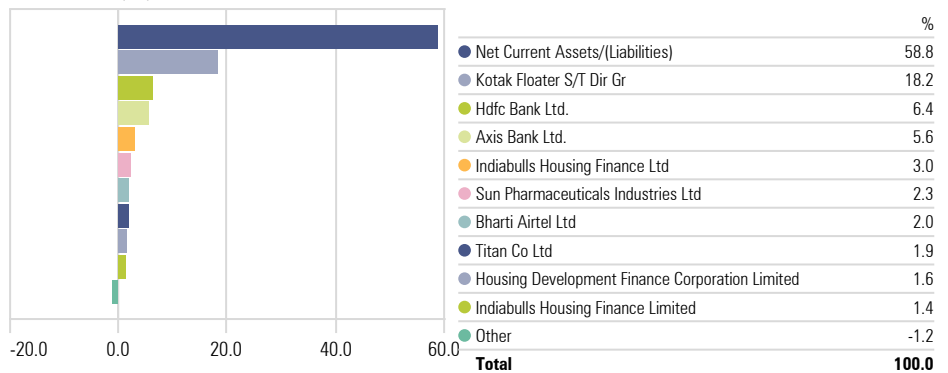 %
Net Current Assets/(Liabilities) 58.8
Kotak Floater S/T Dir Gr 18.2
Hdfc Bank Ltd. 6.4
Axis Bank Ltd. 5.6
Indiabulls Housing Finance Ltd 3.0
Sun Pharmaceuticals Industries Ltd 2.3
Bharti Airtel Ltd 2.0
Titan Co Ltd 1.9
Housing Development Finance Corporation Limited 1.6
Indiabulls Housing Finance Limited 1.4
Other -1.2
Total 100.0
-20.0 0.0 20.0 40.0 60.0